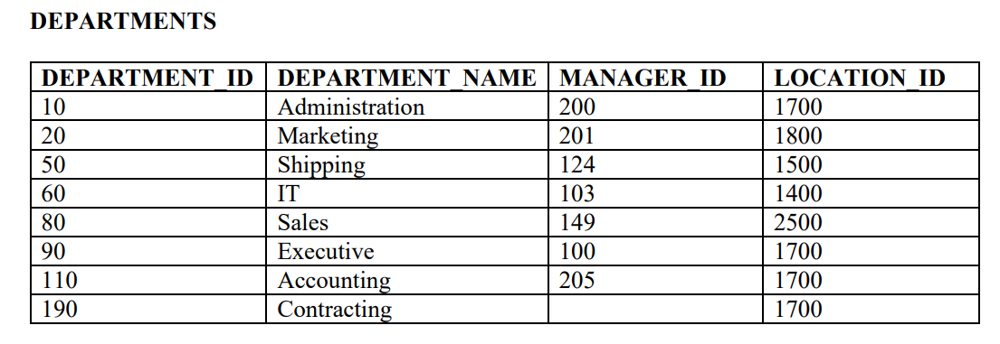 DEPARTMENTS
DEPARTMENT_ID DEPARTMENT_NAME MANAGER_ID LOCATION_ID
10 Administration 200 1700
20 Marketing 201 1800
50 Shipping 124 1500
60 IT 103 1400
80 Sales 149 2500
90 Executive 100 1700
110 Accounting 205 1700
190 Contracting 1700